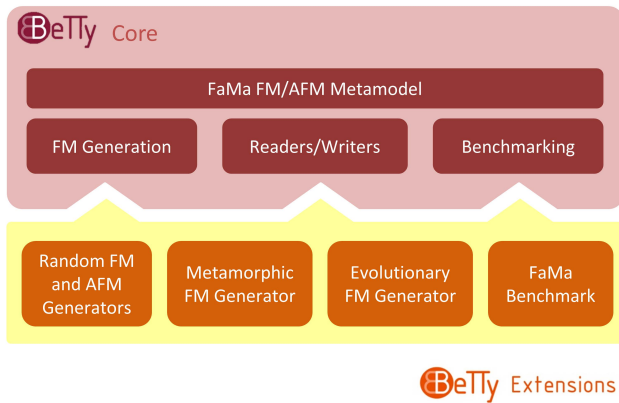 BeTTy Core
FaMa FM/AFM Metamodel
FM Generation
Readers/Writers
Benchmarking
Random FM
and AFM
Generators
Metamorphic
FM Generator
Evolutionary
FM Generator
FaMa
Benchmark
BeTTy Extensions